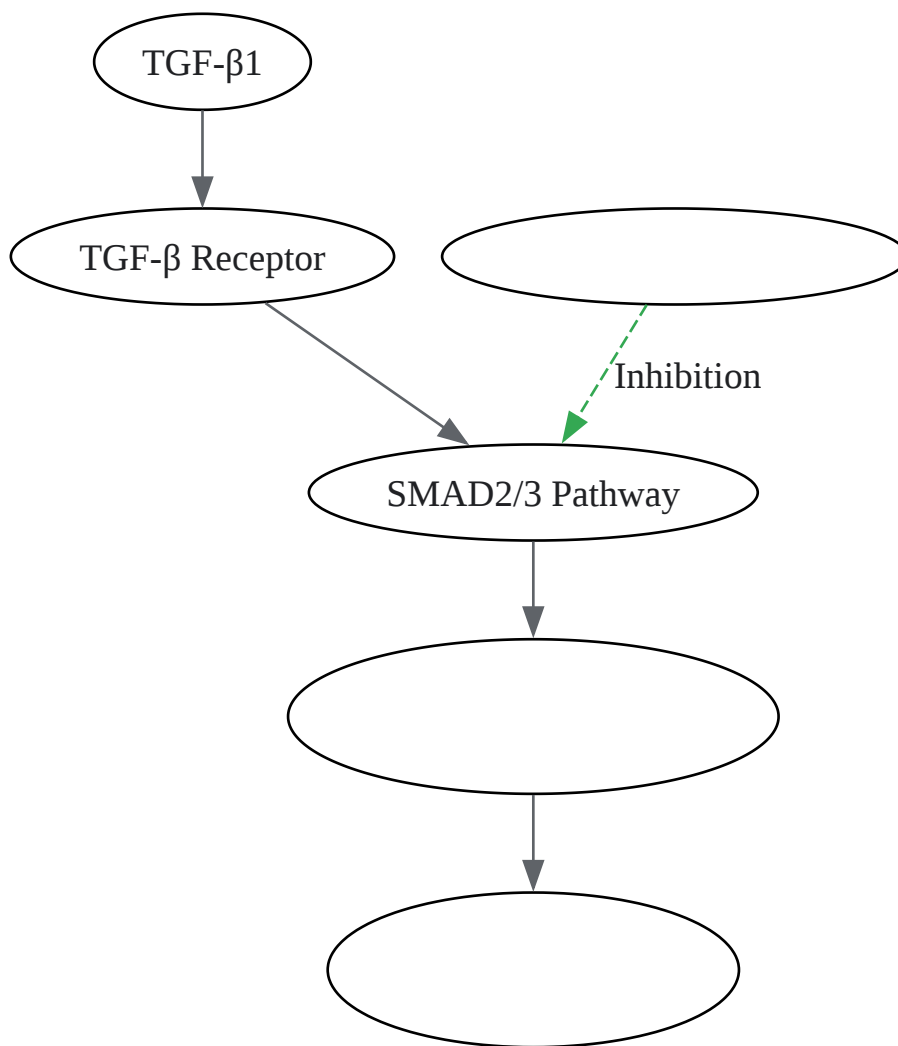 TGF-β1
TGF-β Receptor
Inhibition
SMAD2/3 Pathway